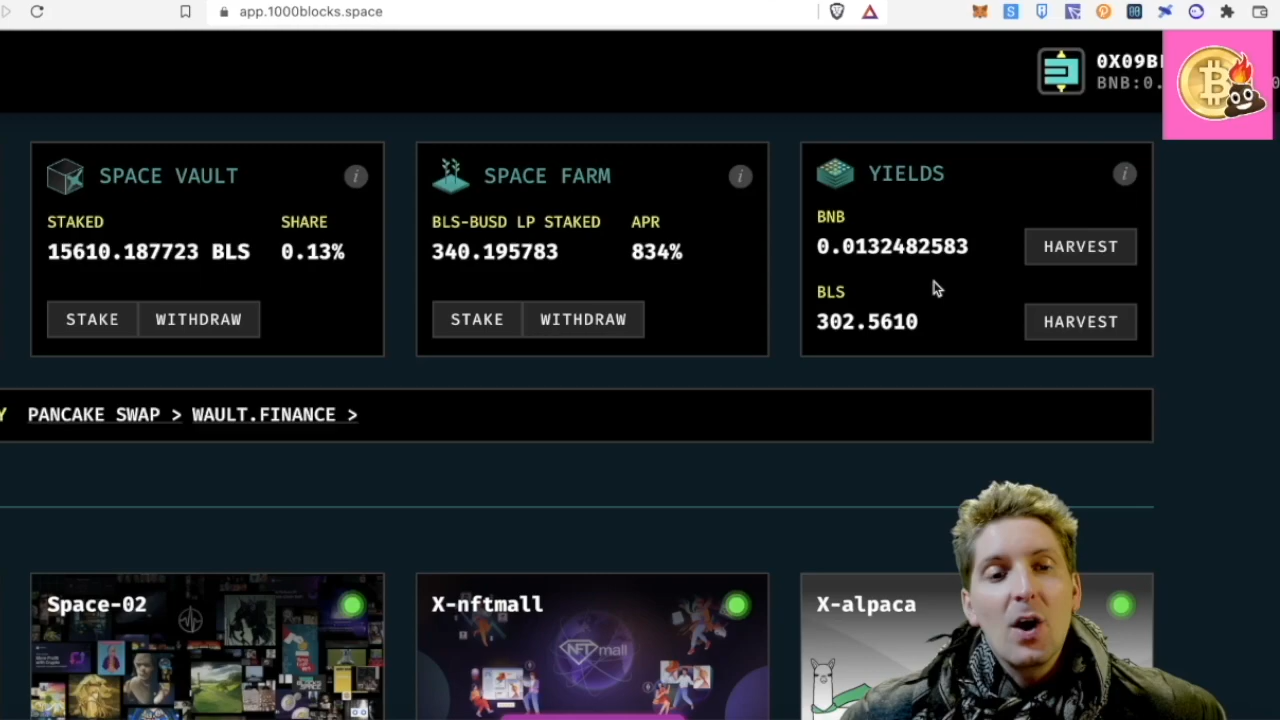 app.1000blocks.space
0X09B
BNB:0.
SPACE VAULT
STAKED SHARE
15610.187723 BLS 0.13%
STAKE WITHDRAW
SPACE FARM
BLS-BUSD LP STAKED APR
340.195783 834%
STAKE WITHDRAW
YIELDS
BNB
0.0132482583 HARVEST
BLS
302.5610 HARVEST
Y PANCAKE SWAP > WAULT.FINANCE >
Space-02
X-nftmall
NFTmall
X-alpaca